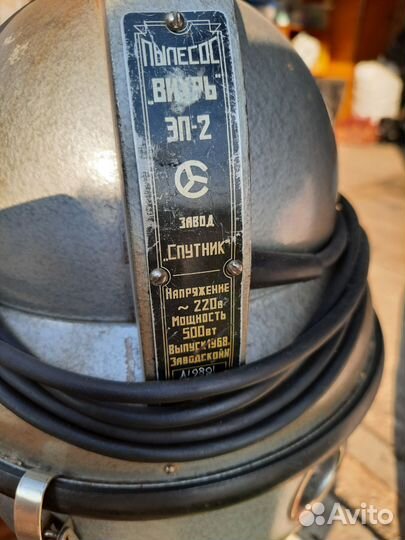 ПЫЛЕСОС
„ВИХРЬ"
ЭП-2
ЗАВОД
„СПУТНИК"
НАПРЯЖЕНИЕ
~ 220в
МОЩНОСТЬ
500вт
ВЫПУСК 1968.
ЗАВОДСКОЙ N
Avito